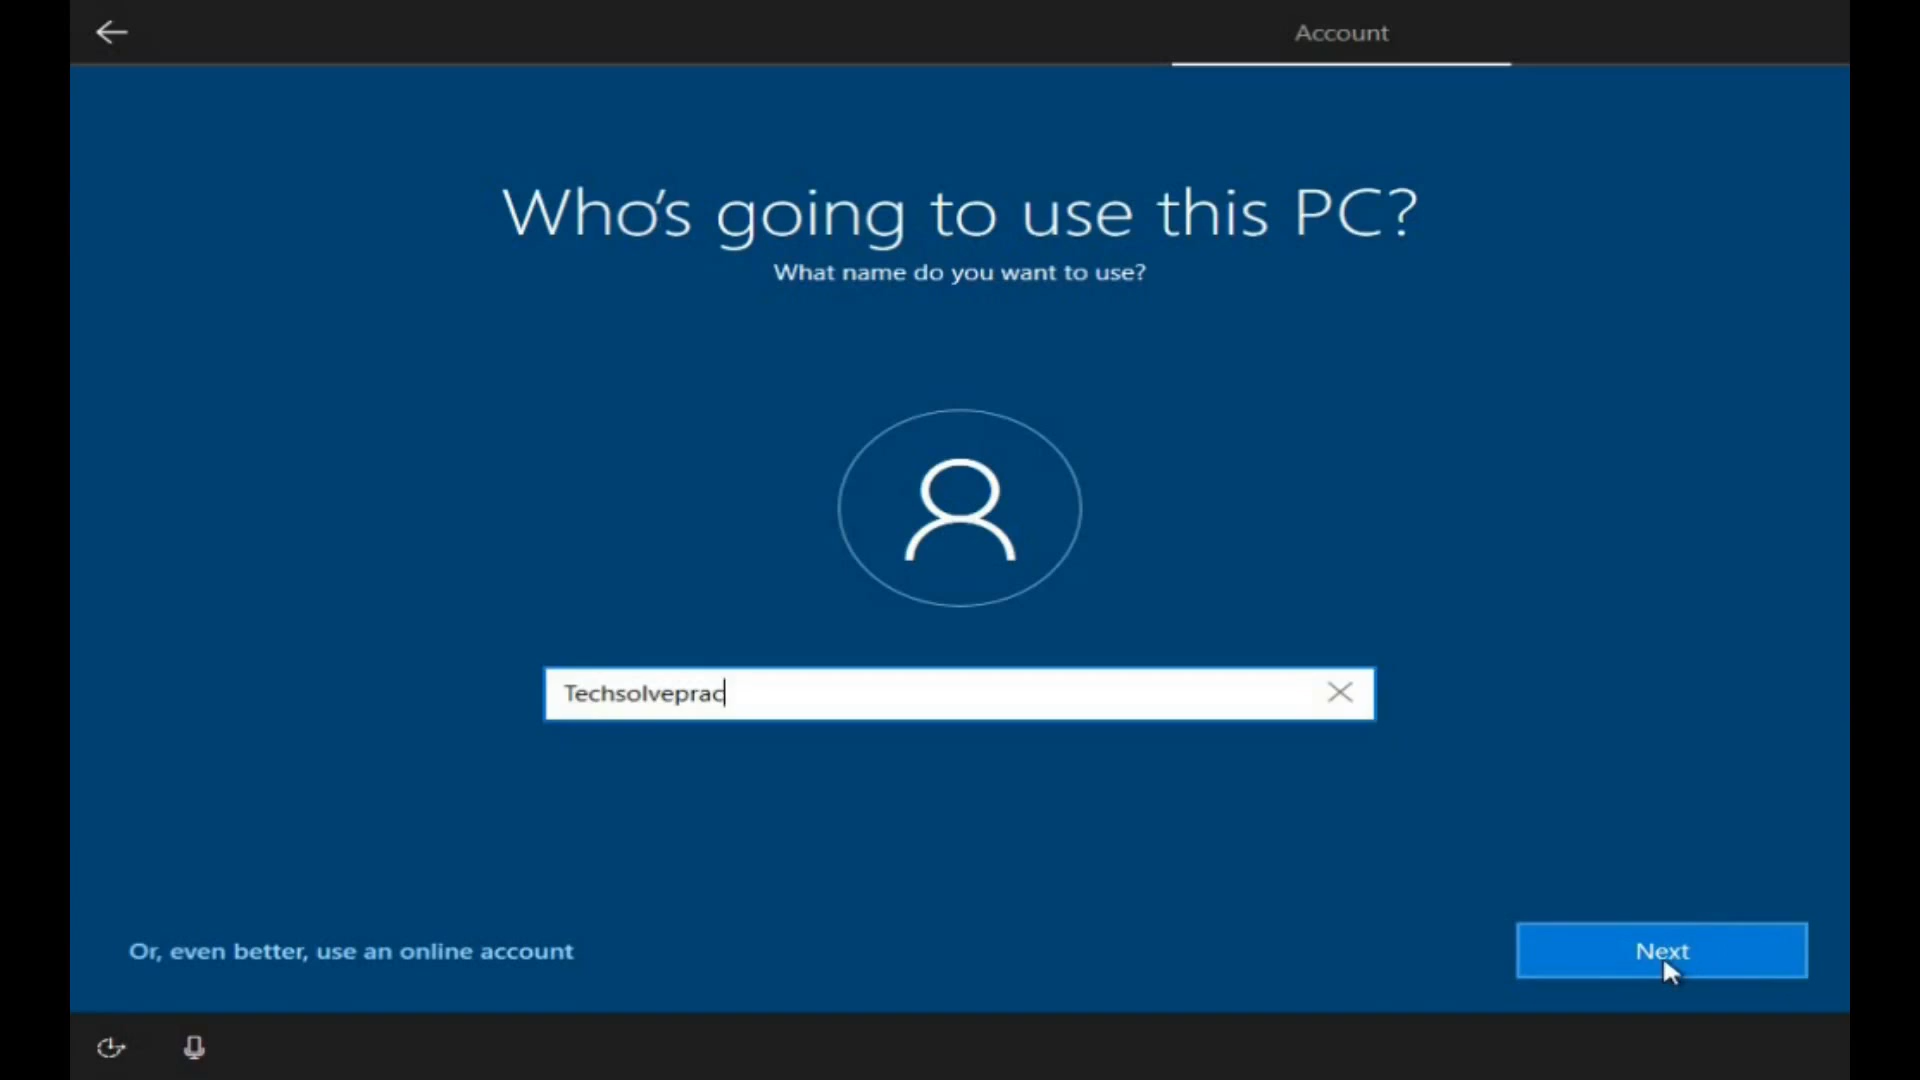 Account
Who's going to use this PC?
What name do you want to use?
Techsolveprac
Or, even better, use an online account
Next